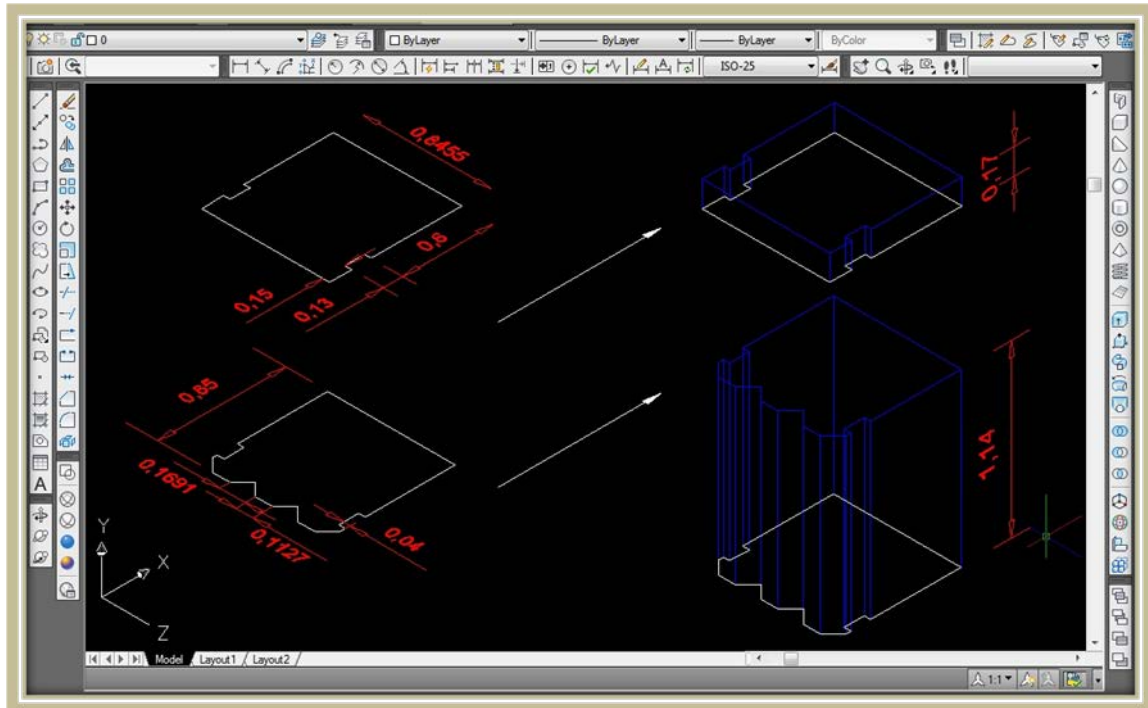 0 ByLayer ByLayer ByLayer ByColor
ISO-25
0,8455
0,6
0,15
0,13
0,17
0,85
0,1691
0,1127
0,04
1,14
Y
X
Z
A
Model Layout1 Layout2
1:1